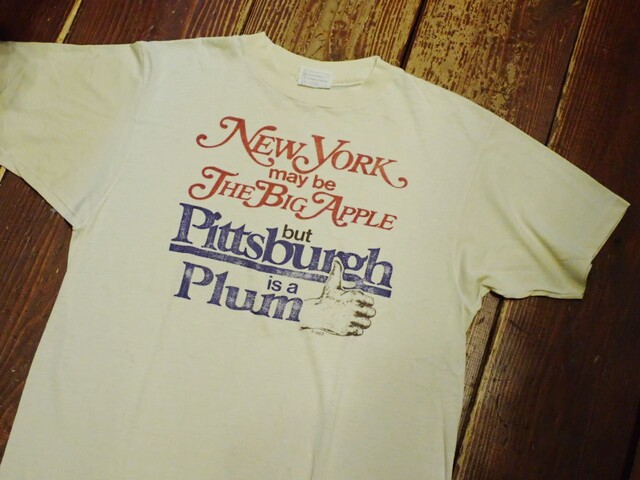 New York
may be
The Big Apple
but
Pittsburgh
is a
Plum